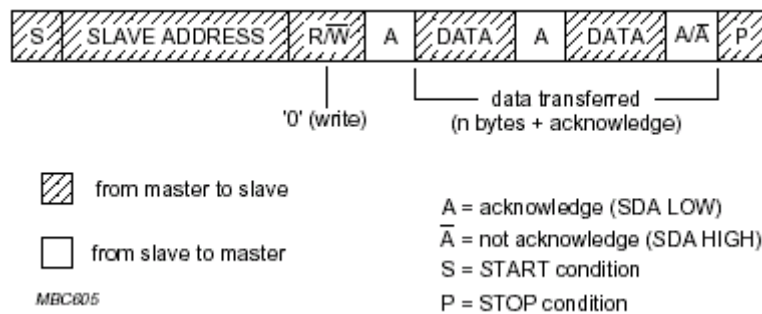 S SLAVE ADDRESS R/W̅ A DATA A DATA A/A̅ P
'0' (write)
data transferred
(n bytes + acknowledge)
from master to slave
from slave to master
A = acknowledge (SDA LOW)
A̅ = not acknowledge (SDA HIGH)
S = START condition
P = STOP condition
MBC605